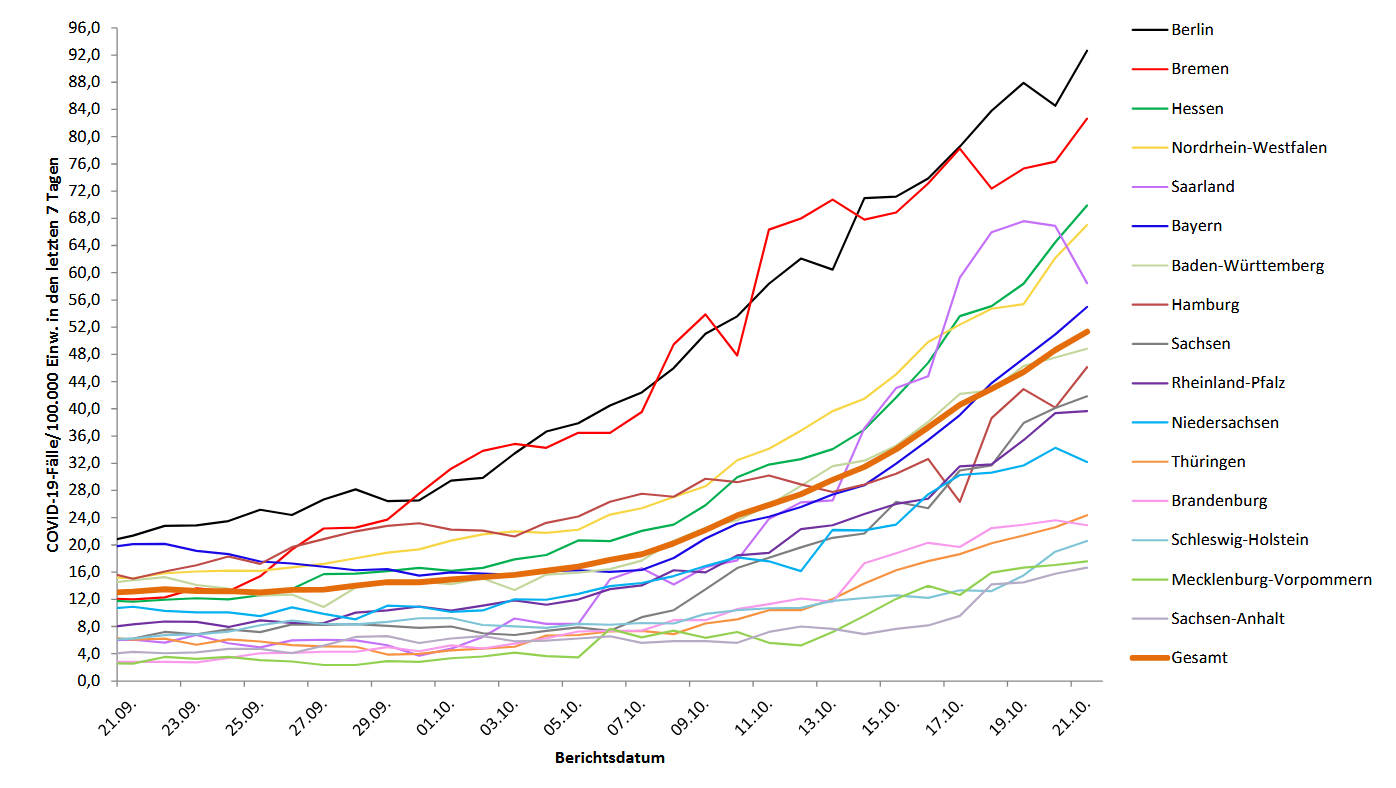 COVID-19-Fälle/100.000 Einw. in den letzten 7 Tagen
96,0
92,0
88,0
84,0
80,0
76,0
72,0
68,0
64,0
60,0
56,0
52,0
48,0
44,0
40,0
36,0
32,0
28,0
24,0
20,0
16,0
12,0
8,0
4,0
0,0
21.09.
23.09.
25.09.
27.09.
29.09.
01.10.
03.10.
05.10.
07.10.
09.10.
11.10.
13.10.
15.10.
17.10.
19.10.
21.10.
Berichtsdatum
Berlin
Bremen
Hessen
Nordrhein-Westfalen
Saarland
Bayern
Baden-Württemberg
Hamburg
Sachsen
Rheinland-Pfalz
Niedersachsen
Thüringen
Brandenburg
Schleswig-Holstein
Mecklenburg-Vorpommern
Sachsen-Anhalt
Gesamt